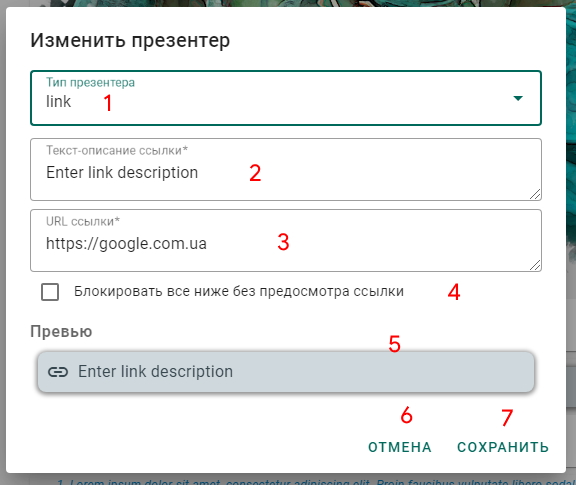 Изменить презентер
Тип презентера
link 1
Текст-описание ссылки*
Enter link description 2
URL ссылки*
https://google.com.ua 3
Блокировать все ниже без предосмотра ссылки 4
Превью
5
Enter link description
6 7
ОТМЕНА СОХРАНИТЬ
1. Lorem ipsum dolor sit amet, consectetur adipiscing elit. Proin faucibus vulputate libero sodal